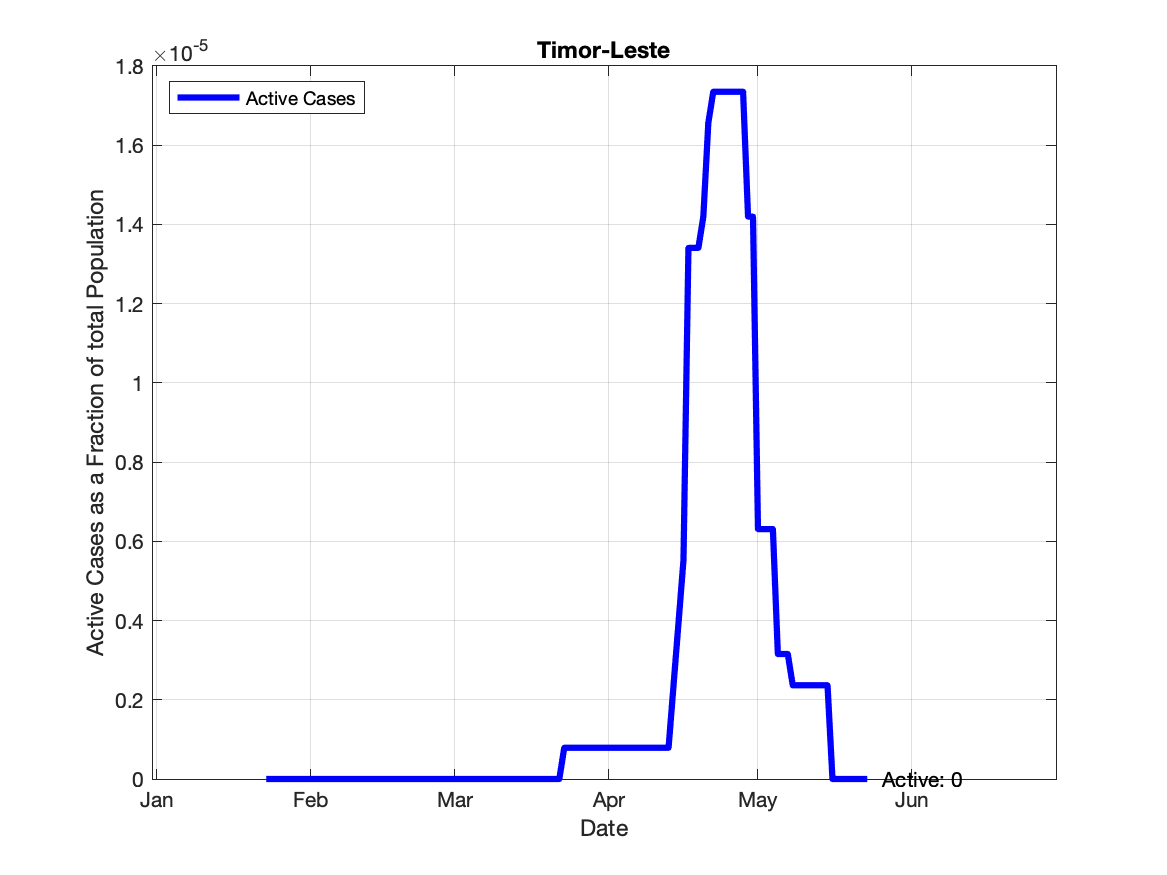 Timor-Leste
×10-5
Active Cases
1.8
1.6
1.4
1.2
1
0.8
0.6
0.4
0.2
0
Active Cases as a Fraction of total Population
Active: 0
Jan Feb Mar Apr May Jun
Date